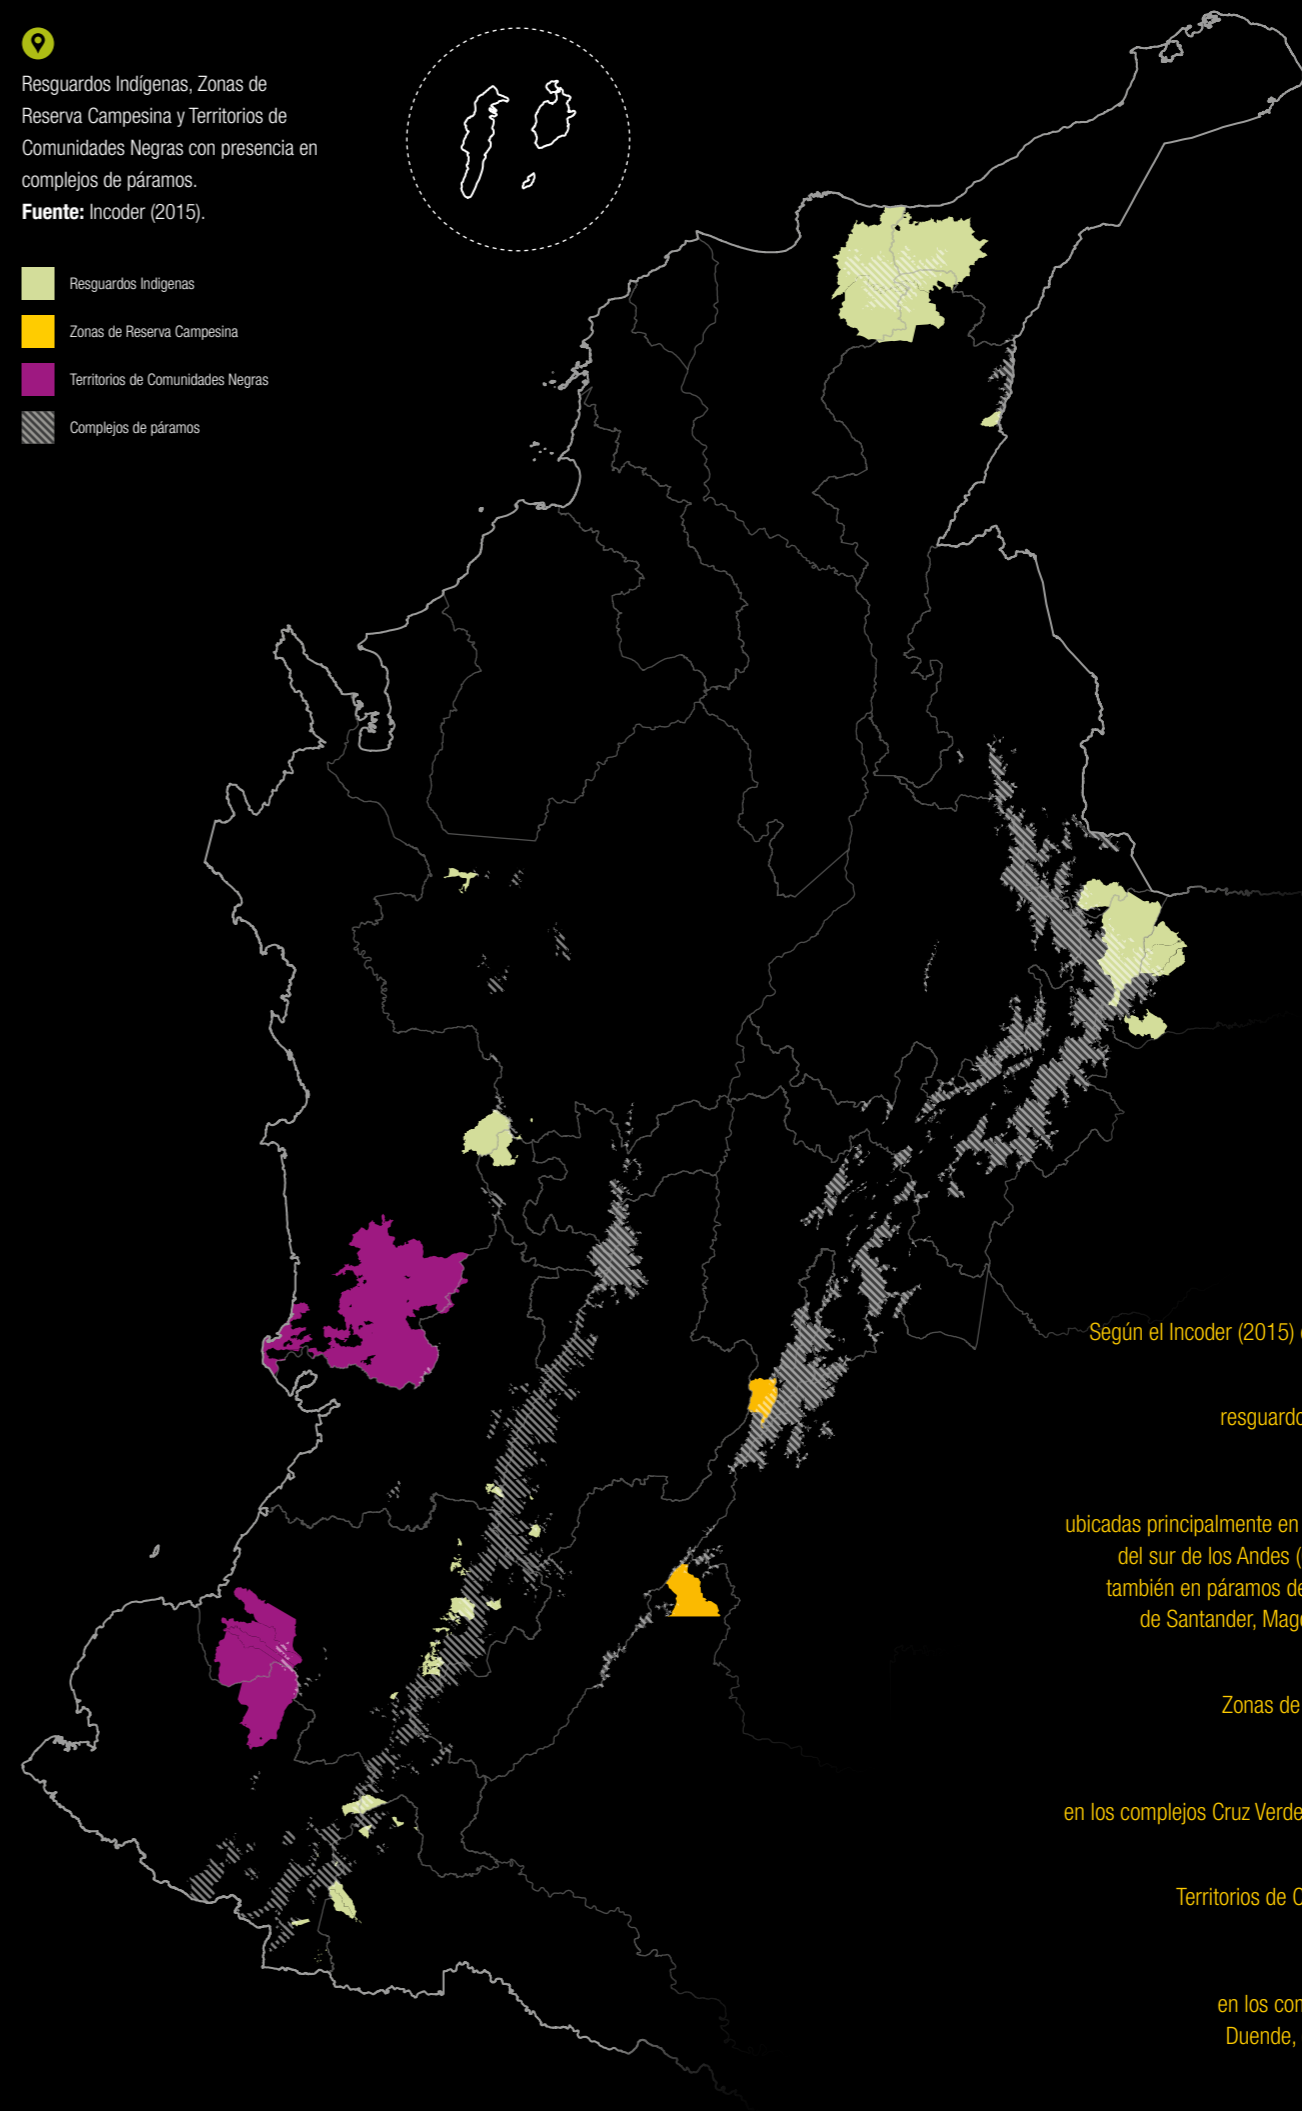 Resguardos Indígenas, Zonas de
Reserva Campesina y Territorios de
Comunidades Negras con presencia en
complejos de páramos.
Fuente: Incoder (2015).
Resguardos Indigenas
Zonas de Reserva Campesina
Territorios de Comunidades Negras
Complejos de páramos
Según el Incoder (2015)
resguardo
ubicadas principalmente en
del sur de los Andes (
también en páramos de
de Santander, Mag
Zonas de
en los complejos Cruz Verde
Territorios de
en los con
Duende,